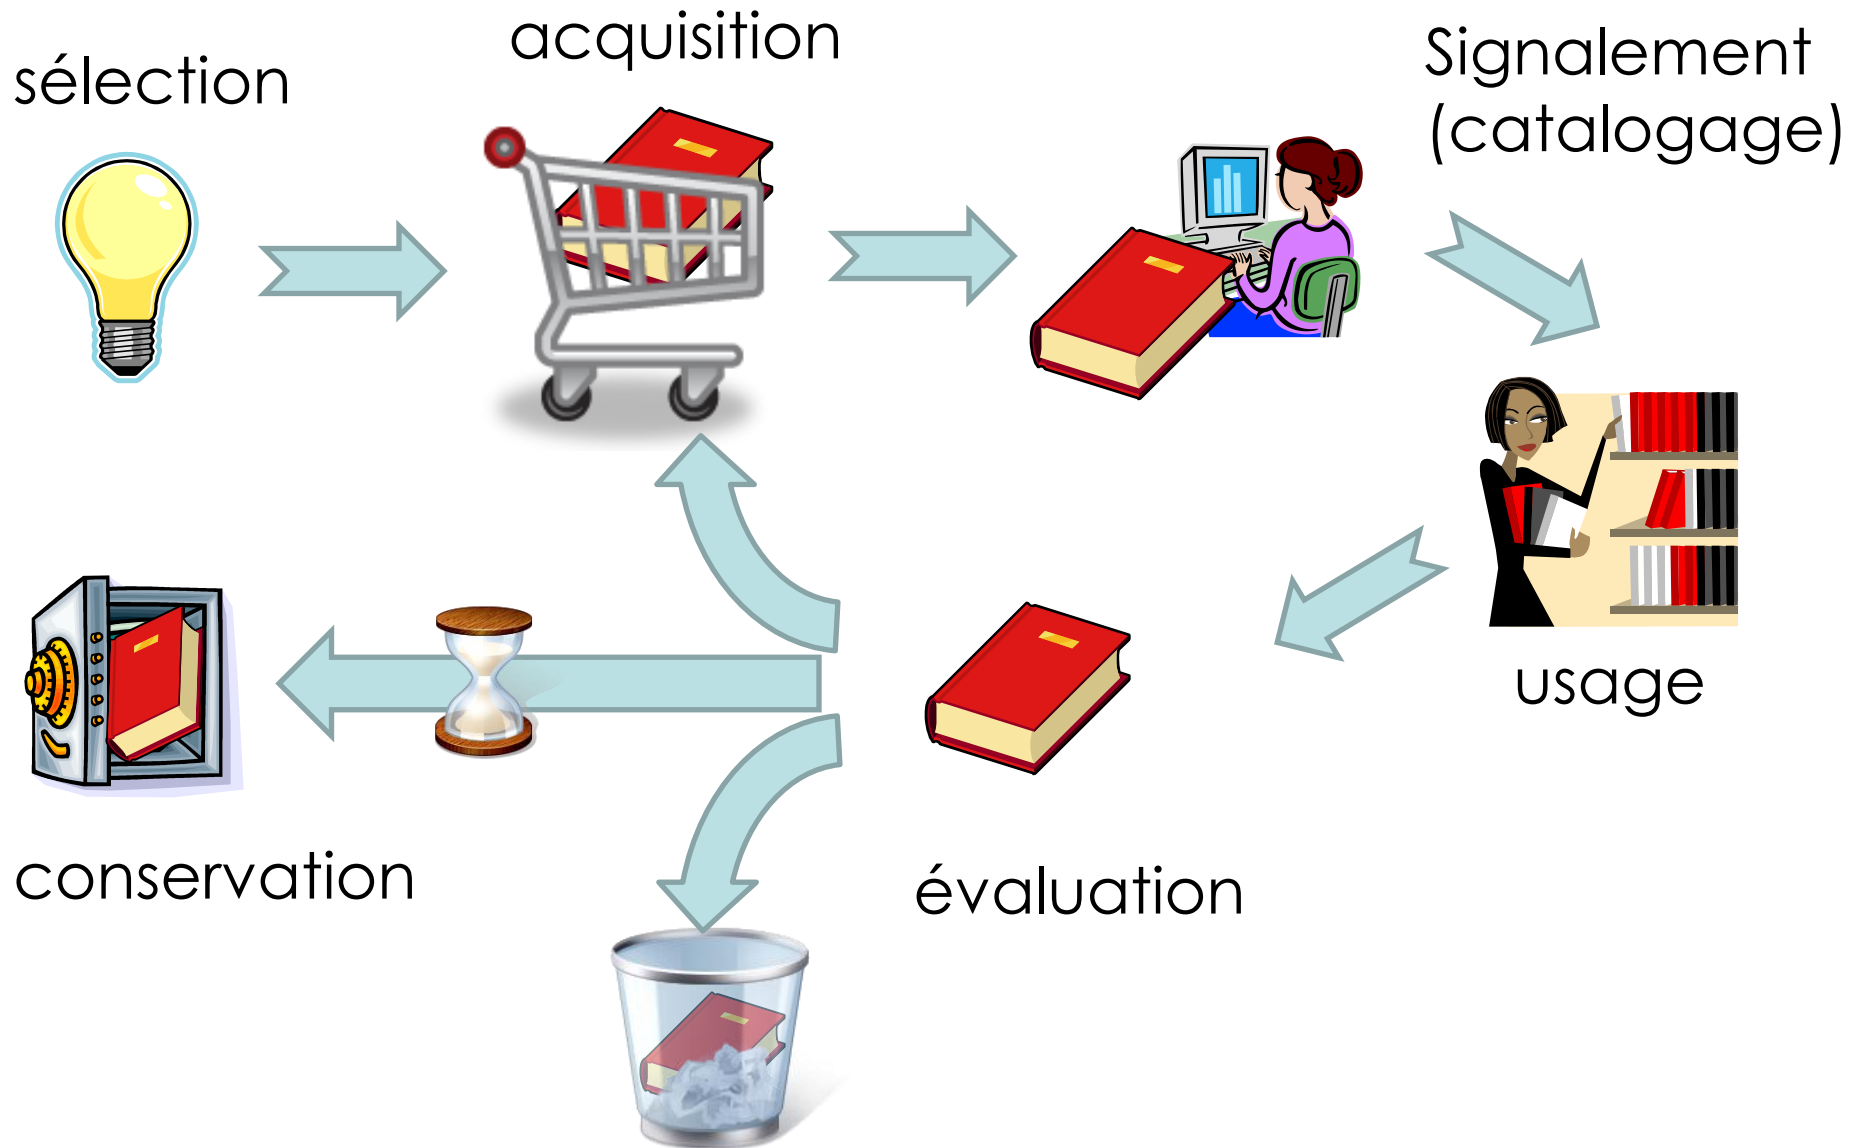 sélection
acquisition
Signalement
(catalogage)
usage
conservation
évaluation